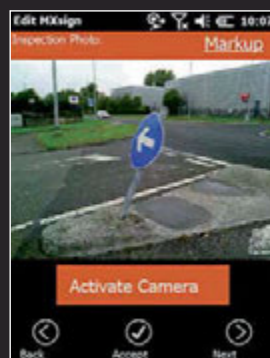 Edit MXsign 10:07
Inspection Photo:
Markup
Activate Camera
Back Accept Next